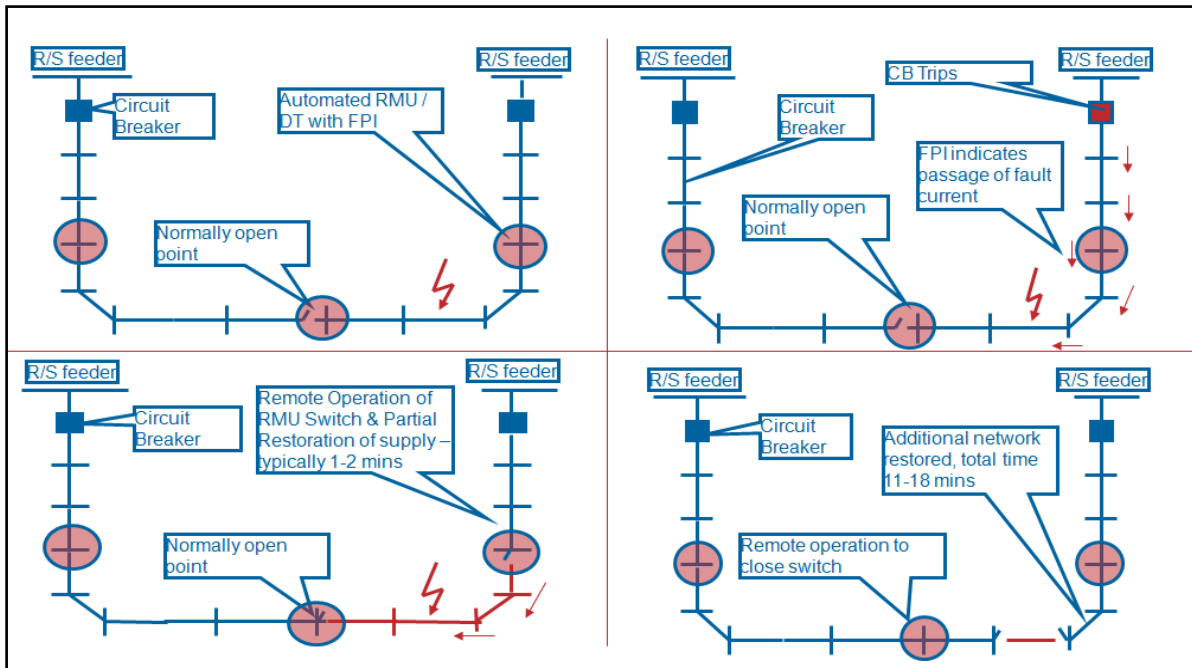 R/S feeder
R/S feeder
Circuit
Breaker
Automated RMU /
DT with FPI
Normally open
point
R/S feeder
R/S feeder
CB Trips
Circuit
Breaker
FPI indicates
passage of fault
current
Normally open
point
R/S feeder
R/S feeder
Circuit
Breaker
Remote Operation of
RMU Switch & Partial
Restoration of supply –
typically 1-2 mins
Normally open
point
R/S feeder
R/S feeder
Circuit
Breaker
Additional network
restored, total time
11-18 mins
Remote operation to
close switch